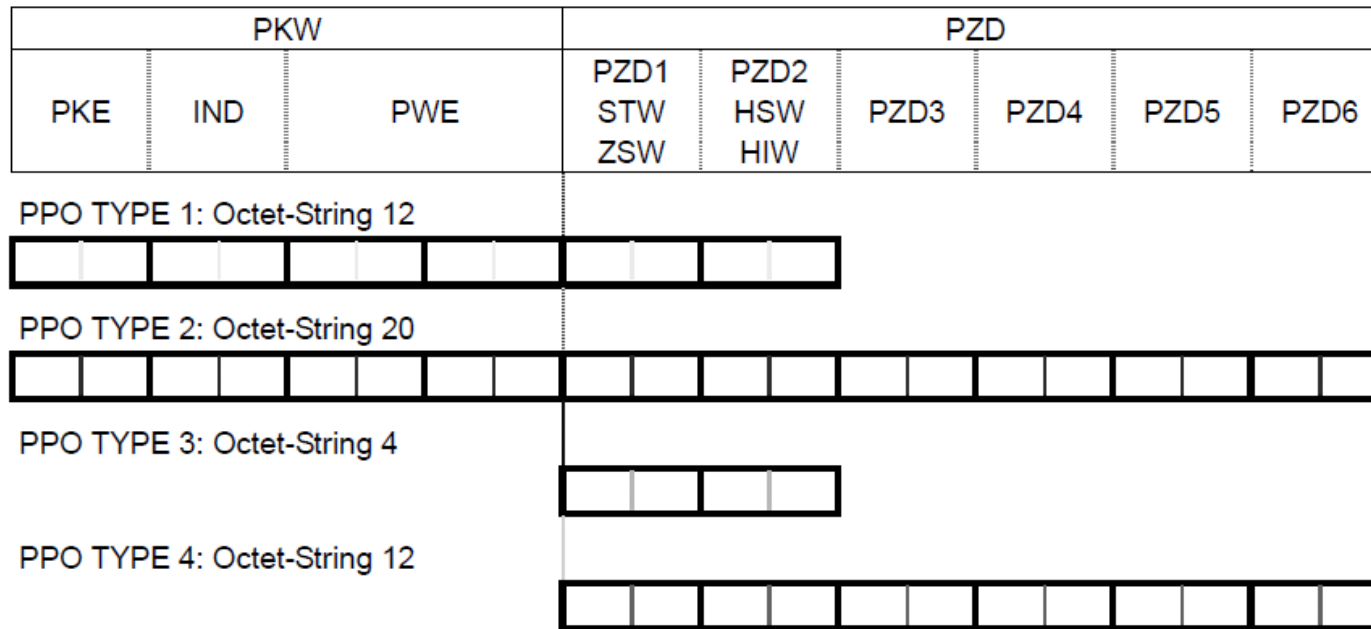 PKW PZD
PKE IND PWE PZD1 STW ZSW PZD2 HSW HIW PZD3 PZD4 PZD5 PZD6
PPO TYPE 1: Octet-String 12
PPO TYPE 2: Octet-String 20
PPO TYPE 3: Octet-String 4
PPO TYPE 4: Octet-String 12